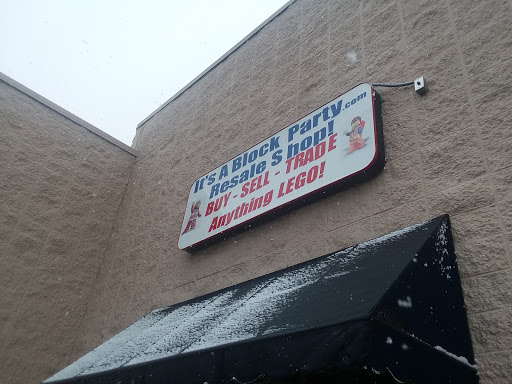 It's A Block Party.com
Resale Shop!
BUY - SELL - TRADE
Anything LEGO!